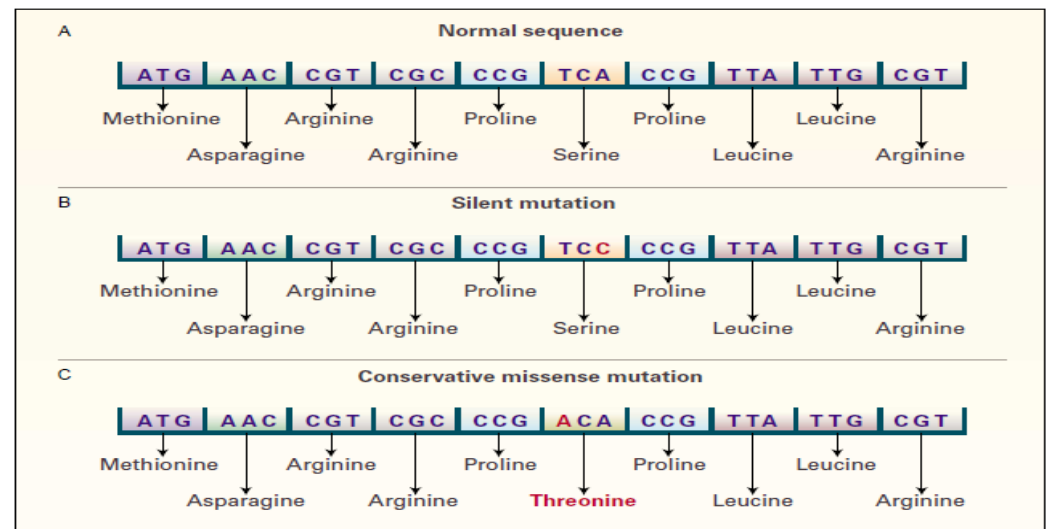 A
Normal sequence
ATG AAC CGT CGC CCG TCA CCG TTA TTG CGT
Methionine Arginine Proline Proline Leucine
Asparagine Arginine Serine Leucine Arginine
B
Silent mutation
ATG AAC CGT CGC CCG TCC CCG TTA TTG CGT
Methionine Arginine Proline Proline Leucine
Asparagine Arginine Serine Leucine Arginine
C
Conservative missense mutation
ATG AAC CGT CGC CCG ACA CCG TTA TTG CGT
Methionine Arginine Proline Proline Leucine
Asparagine Arginine Threonine Leucine Arginine